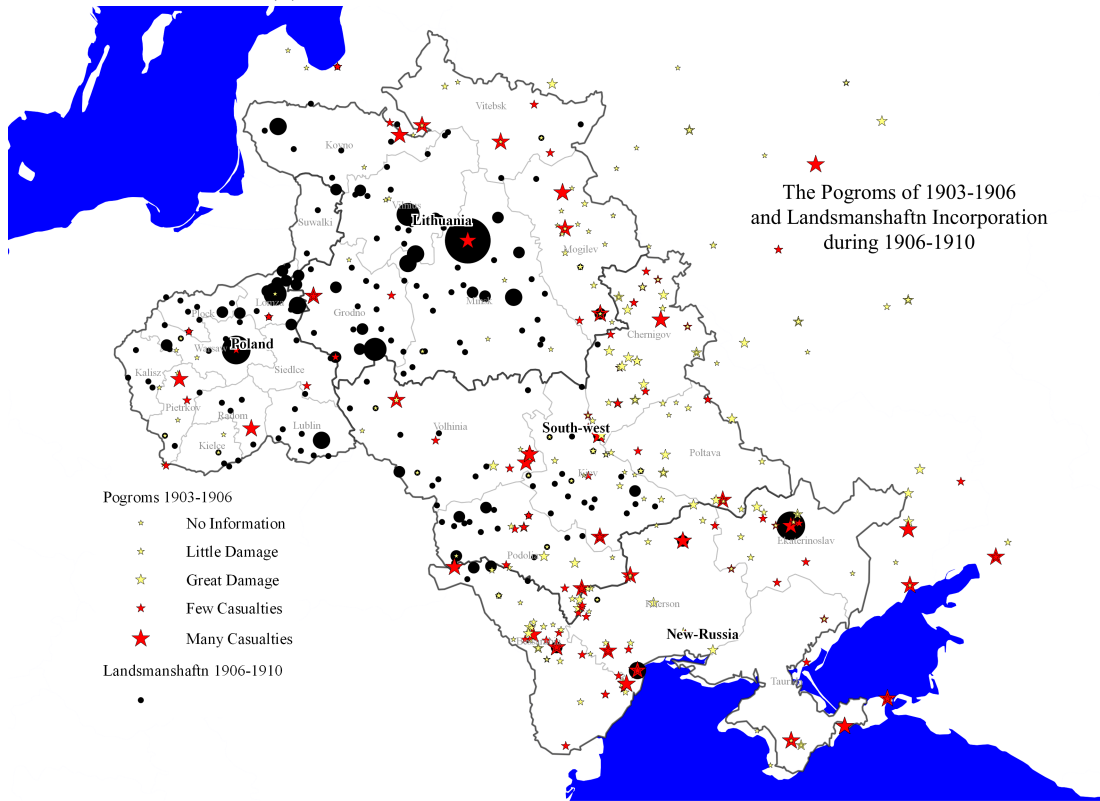 The Pogroms of 1903-1906
and Landsmanshaftn Incorporation
during 1906-1910
Vitebsk
Kovno
Vilnius
Lithuania
Suwalki
Mogilev
Minsk
Lomza
Plock
Grodno
Chernigov
Warsaw
Poland
Siedlce
Kalisz
Pietrkov
Radom
Lublin
Kielce
Volhinia
South-west
Kiev
Poltava
Podolia
Ekaterinoslav
Kherson
New-Russia
Pogroms 1903-1906
No Information
Little Damage
Great Damage
Few Casualties
Many Casualties
Landsmanshaftn 1906-1910